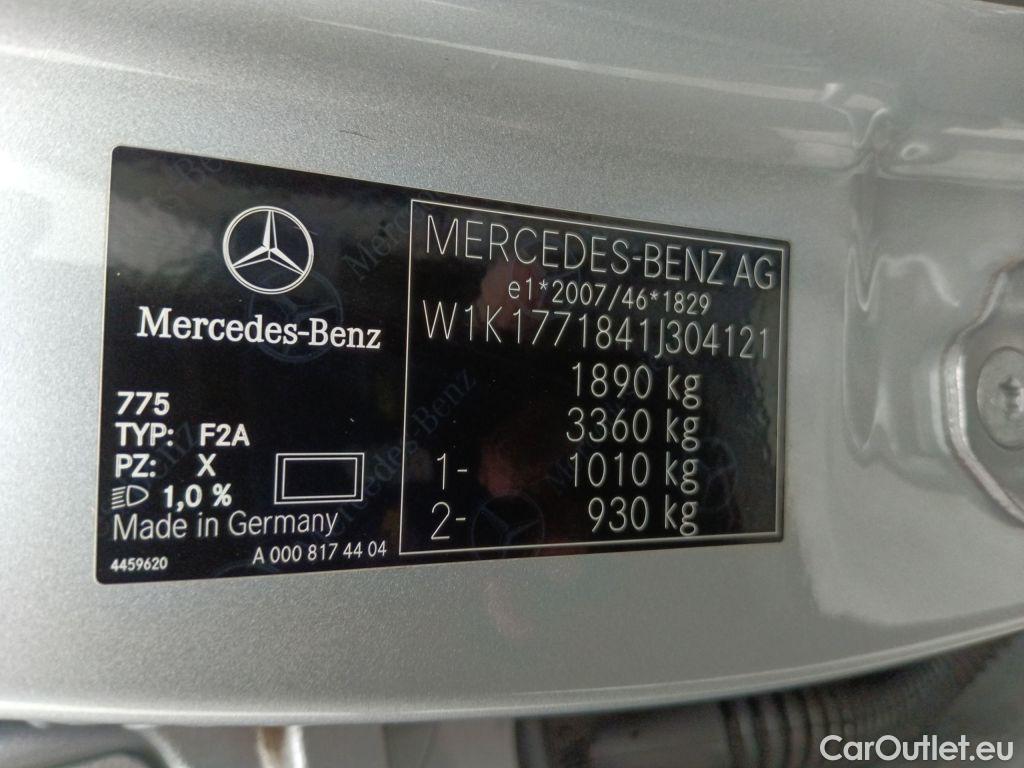 Mercedes-Benz
775
TYP: F2A
PZ: X
1,0 %
Made in Germany
4459620
A 000 817 44 04
MERCEDES-BENZ AG
e1*2007/46*1829
W1K1771841J304121
1890 kg
3360 kg
1- 1010 kg
2- 930 kg
CarOutlet.eu